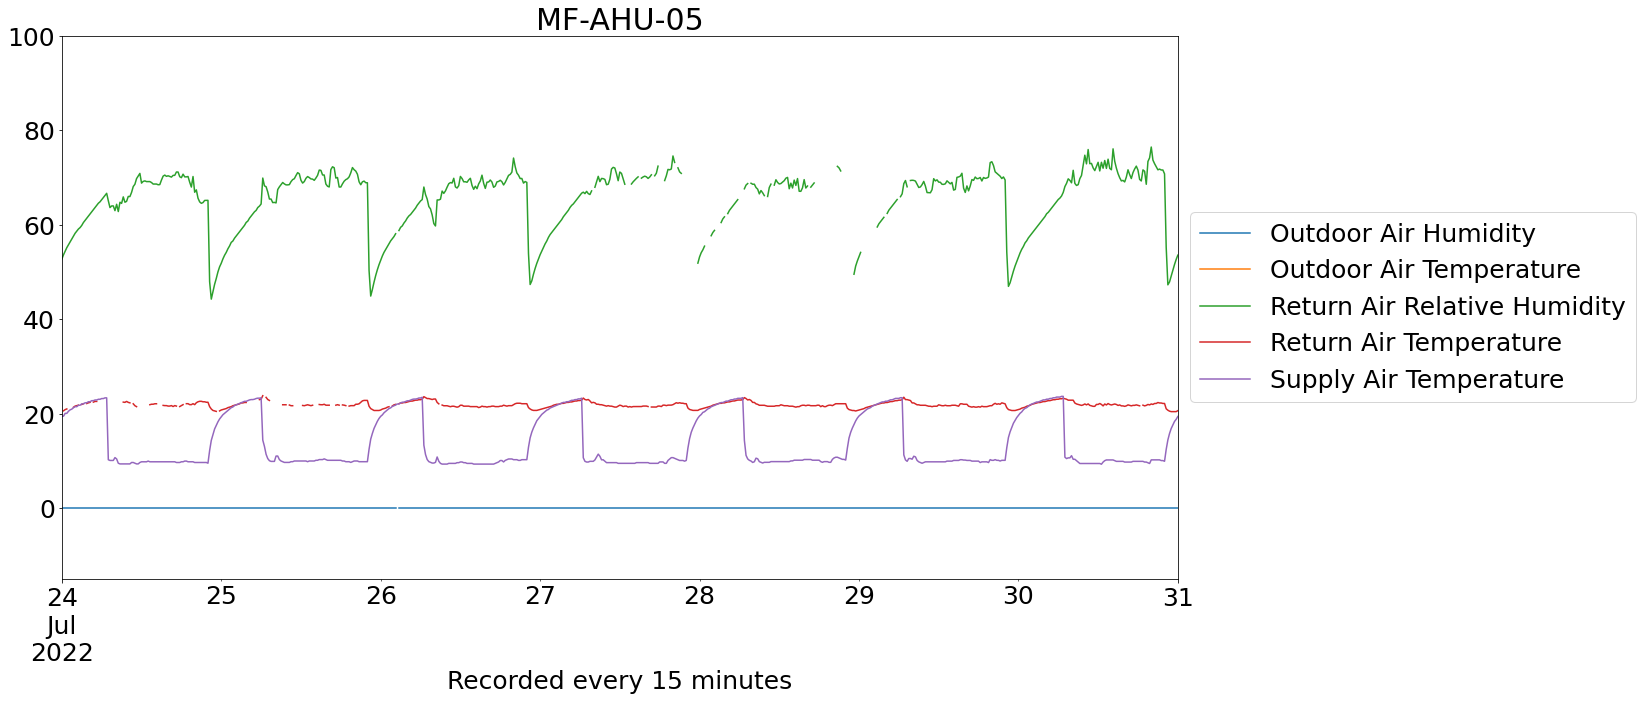 MF-AHU-05
100
80
60
40
20
0
24
Jul
2022
25
26
27
28
29
30
31
Recorded every 15 minutes
Outdoor Air Humidity
Outdoor Air Temperature
Return Air Relative Humidity
Return Air Temperature
Supply Air Temperature